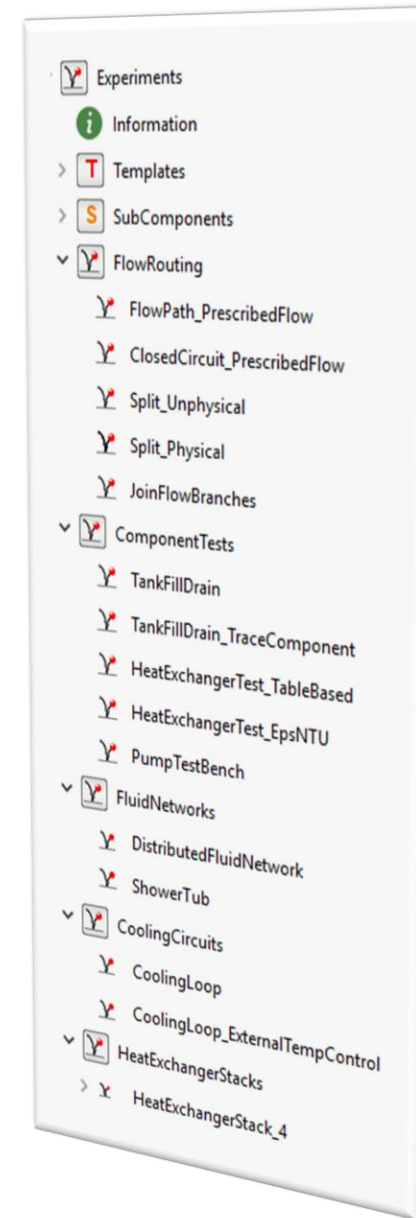 Experiments
i Information
T Templates
S SubComponents
FlowRouting
FlowPath_PrescribedFlow
ClosedCircuit_PrescribedFlow
Split_Unphysical
Split_Physical
JoinFlowBranches
ComponentTests
TankFillDrain
TankFillDrain_TraceComponent
HeatExchangerTest_TableBased
HeatExchangerTest_EpsNTU
PumpTestBench
FluidNetworks
DistributedFluidNetwork
ShowerTub
CoolingCircuits
CoolingLoop
CoolingLoop_ExternalTempControl
HeatExchangerStacks
HeatExchangerStack_4